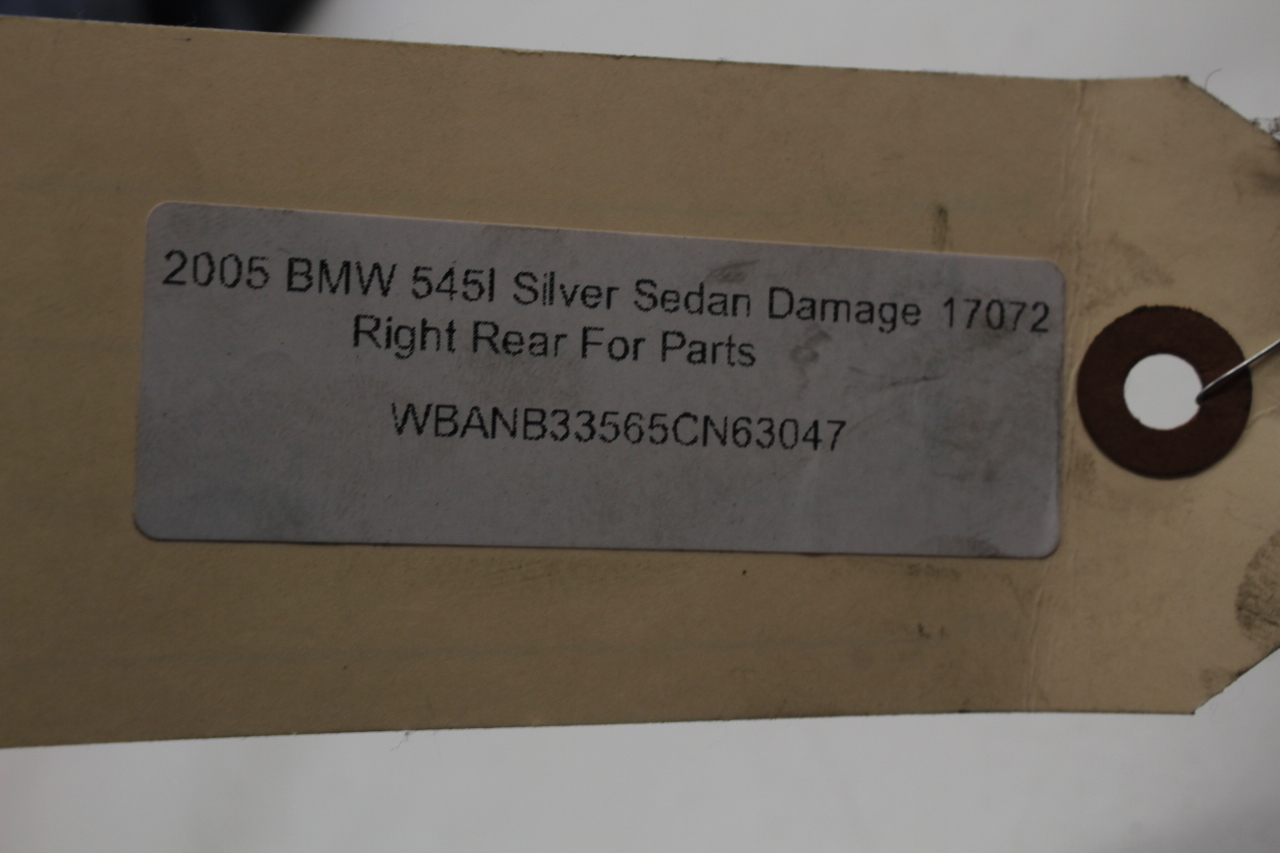 2005 BMW 545I Silver Sedan Damage 17072
Right Rear For Parts
WBANB33565CN63047